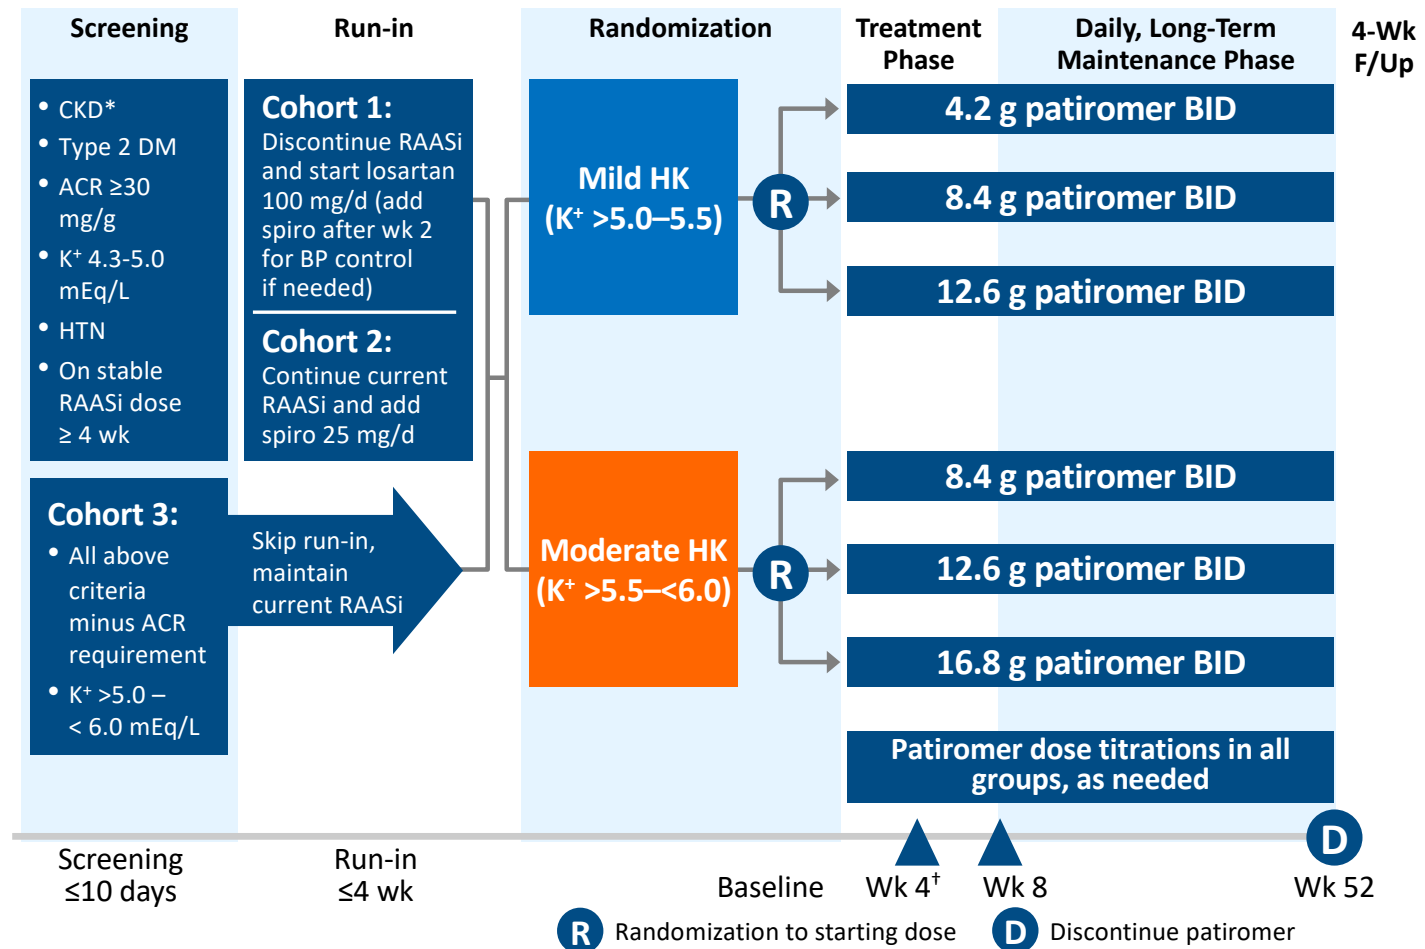 Screening
Run-in
Randomization
Treatment
Phase
Daily, Long-Term
Maintenance Phase
4-Wk
F/Up
• CKD*
• Type 2 DM
• ACR ≥30
mg/g
• K⁺ 4.3-5.0
mEq/L
• HTN
• On stable
RAASi dose
≥ 4 wk
Cohort 1:
Discontinue RAASi
and start losartan
100 mg/d (add
spiro after wk 2
for BP control
if needed)
Cohort 2:
Continue current
RAASi and add
spiro 25 mg/d
Cohort 3:
• All above
criteria
minus ACR
requirement
• K⁺ >5.0 –
< 6.0 mEq/L
Skip run-in,
maintain
current RAASi
Mild HK
(K⁺ >5.0–5.5)
R
4.2 g patiromer BID
8.4 g patiromer BID
12.6 g patiromer BID
Moderate HK
(K⁺ >5.5–<6.0)
R
8.4 g patiromer BID
12.6 g patiromer BID
16.8 g patiromer BID
Patiromer dose titrations in all
groups, as needed
D
Screening
≤10 days
Run-in
≤4 wk
Baseline
Wk 4†
Wk 8
Wk 52
R Randomization to starting dose
D Discontinue patiromer